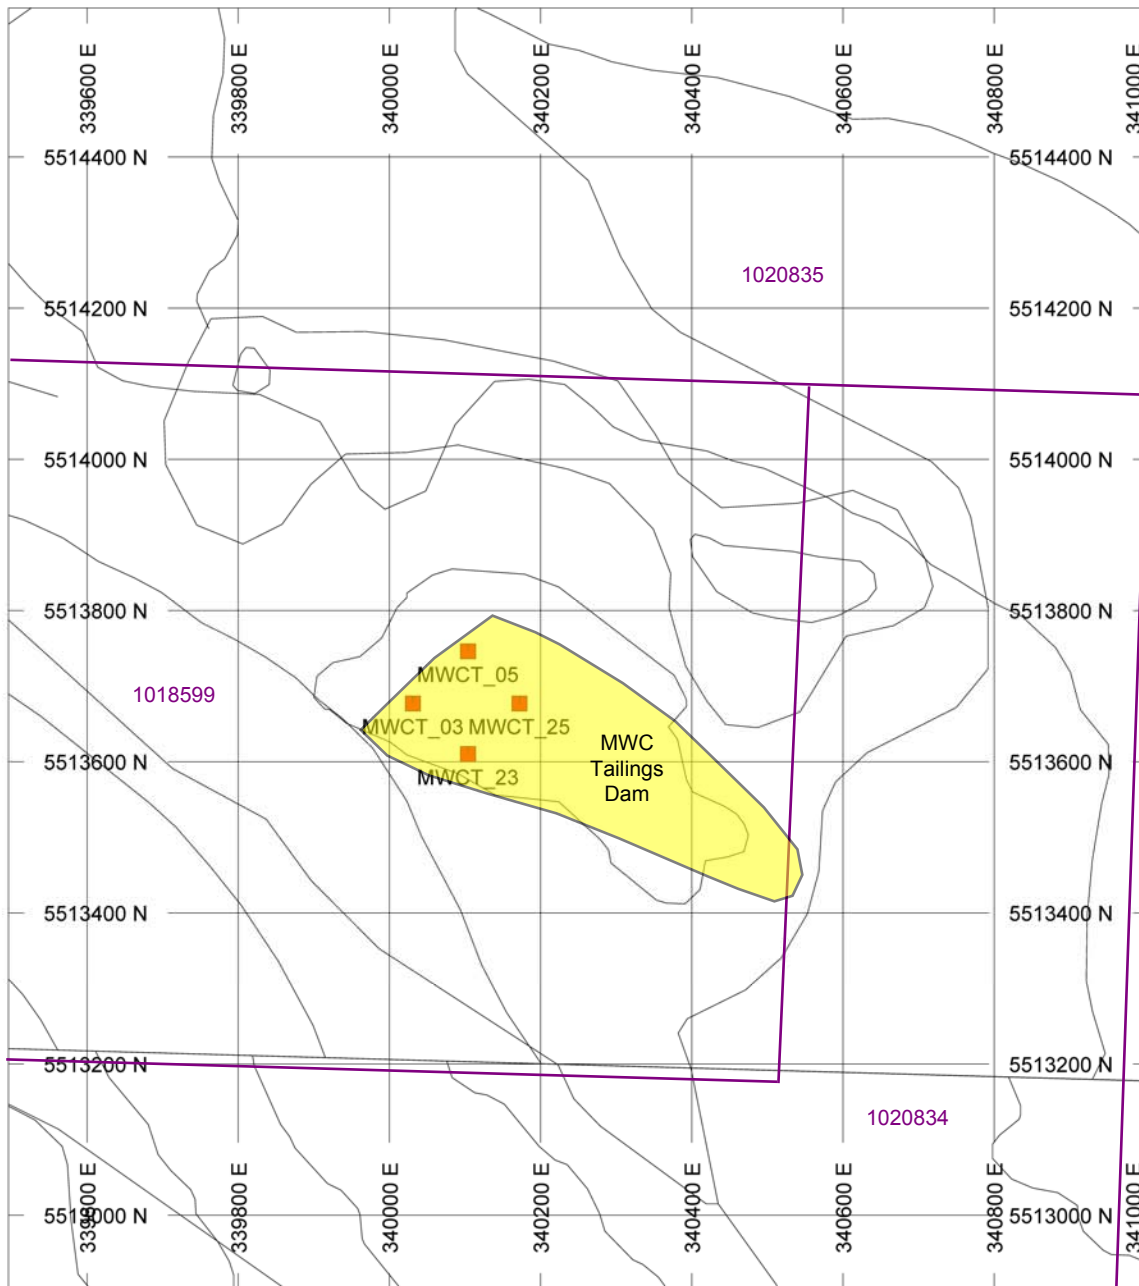 339600 E
339800 E
340000 E
340200 E
340400 E
340600 E
340800 E
341000 E
5514400 N
5514400 N
1020835
5514200 N
5514200 N
5514000 N
5514000 N
5513800 N
5513800 N
MWCT_05
1018599
MWCT_03
MWCT_25
MWC
Tailings
Dam
5513600 N
5513600 N
MWCT_23
5513400 N
5513400 N
5513200 N
5513200 N
1020834
5513000 N
5513000 N
339600 E
339800 E
340000 E
340200 E
340400 E
340600 E
340800 E
341000 E